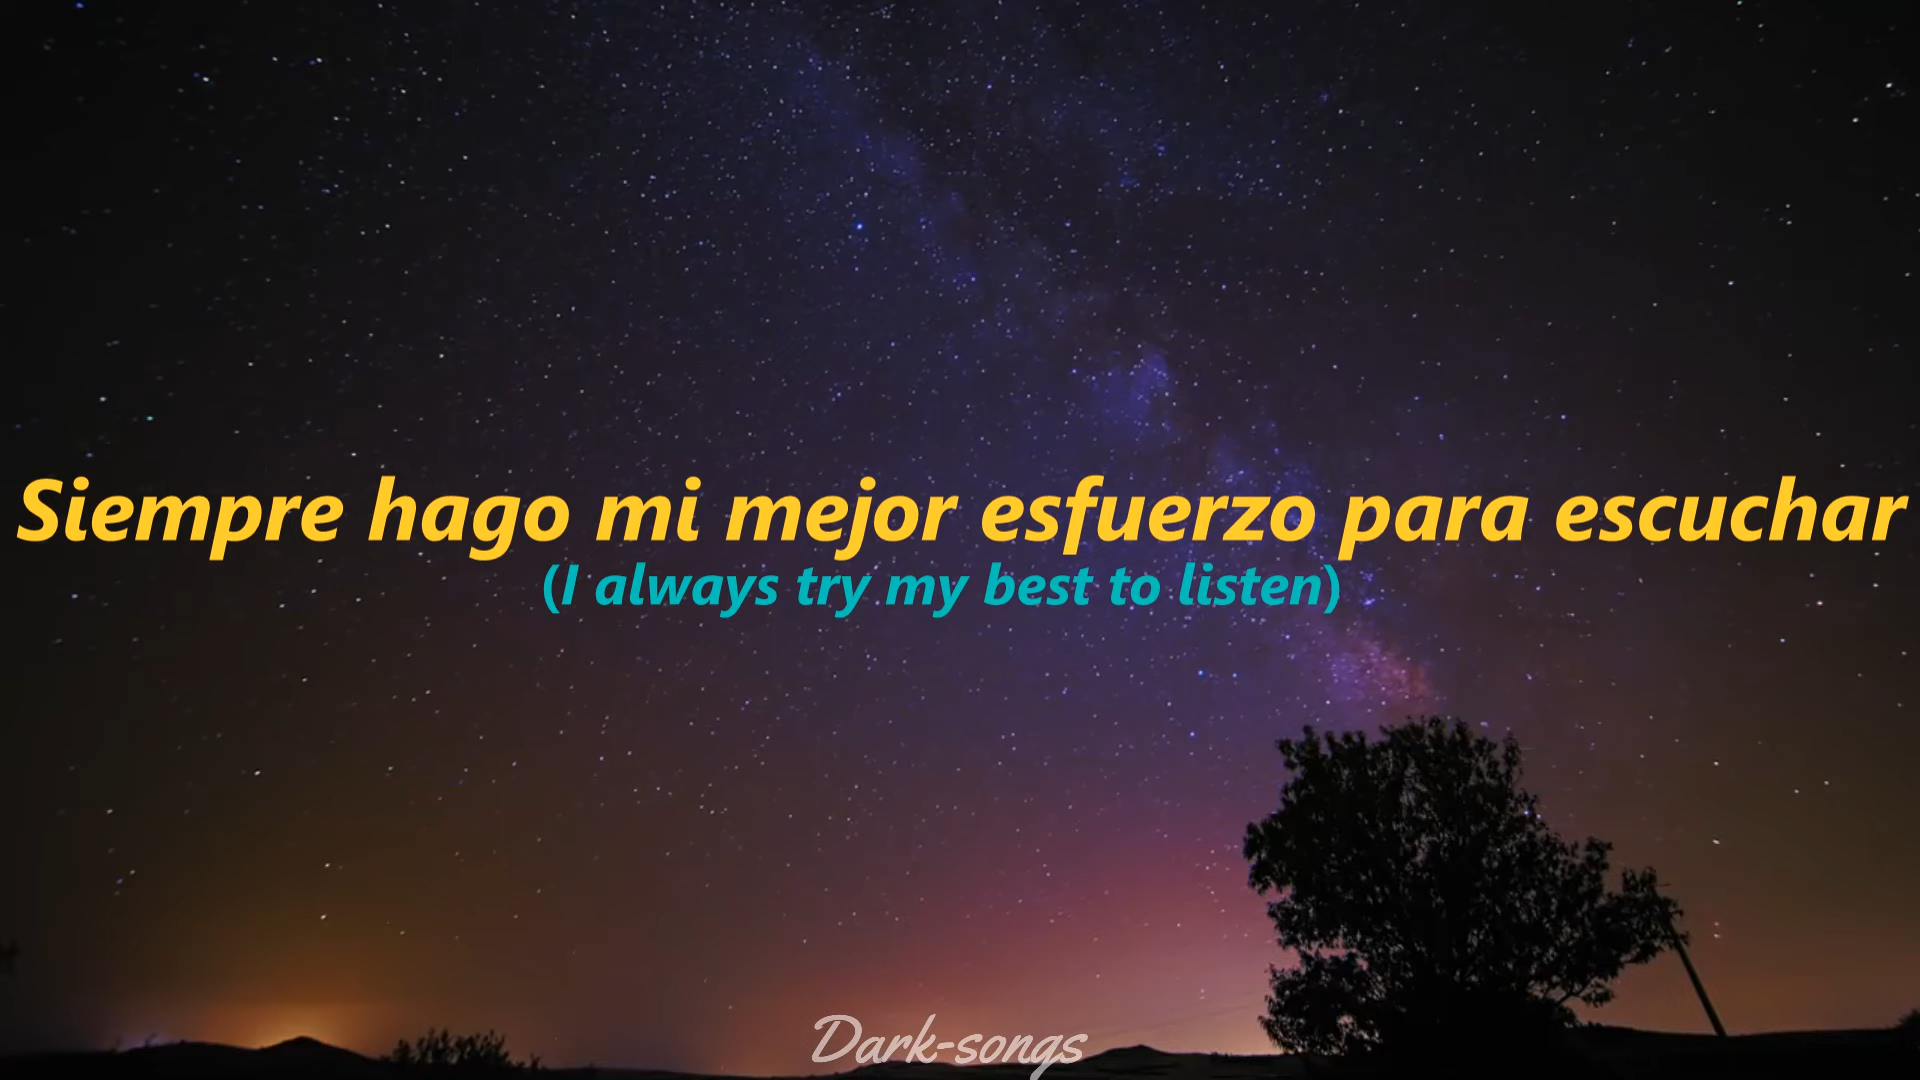 Siempre hago mi mejor esfuerzo para escuchar
(I always try my best to listen)
Dark-songs